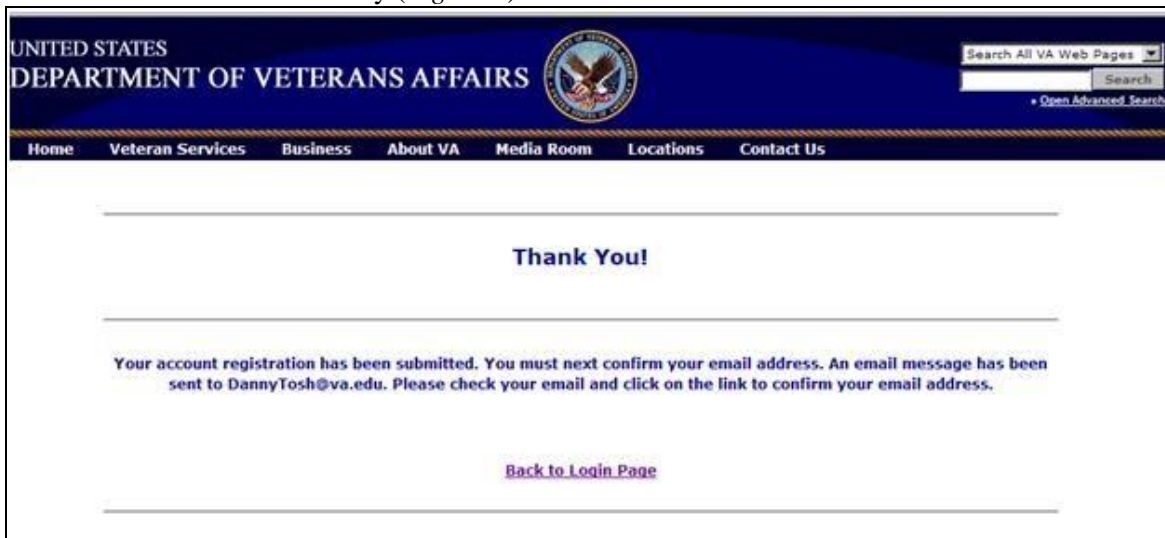 UNITED STATES
DEPARTMENT OF VETERANS AFFAIRS
Search All VA Web Pages
Search
Open Advanced Search
Home Veteran Services Business About VA Media Room Locations Contact Us
Thank You!
Your account registration has been submitted. You must next confirm your email address. An email message has been
sent to DannyTosh@va.edu. Please check your email and click on the link to confirm your email address.
Back to Login Page